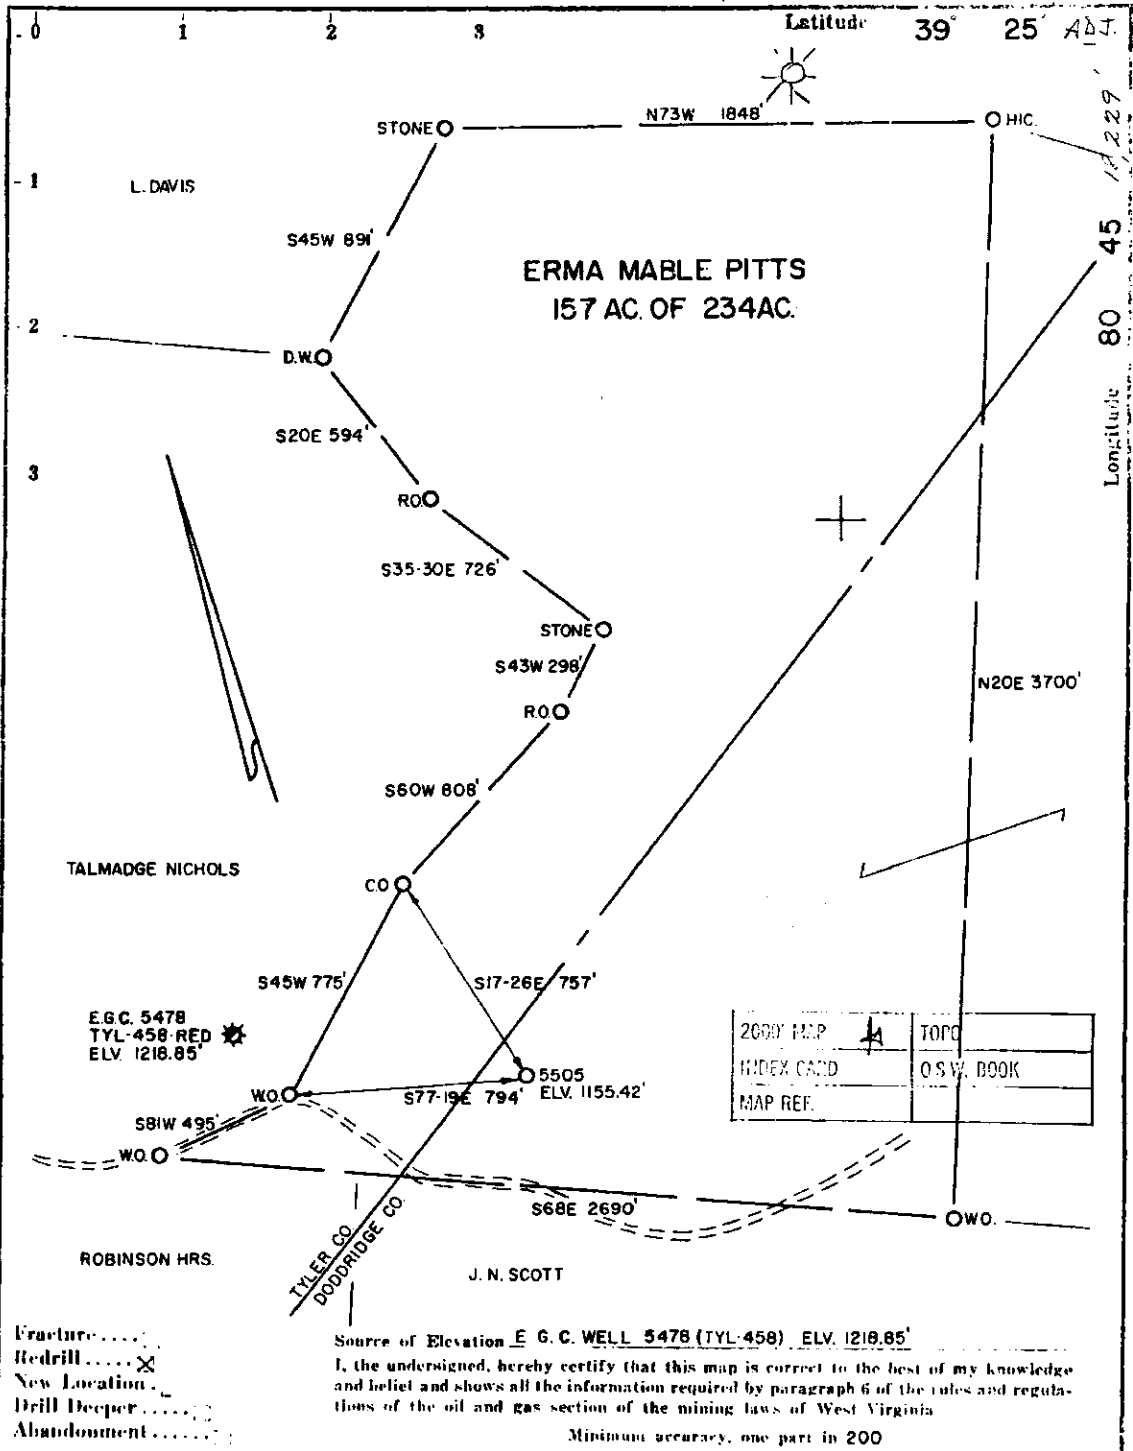 0 1 2 3 Latitude 39° 25' ADJ.
N73W 1848'
STONE
HIC.
1
L. DAVIS
S45W 891'
ERMA MABLE PITTS
157 AC. OF 234AC.
Longitude 80 45
2
D.W.
S20E 594'
3
R.O.
S35-30E 726'
STONE
S43W 298'
R.O.
N20E 3700'
S60W 808'
TALMADGE NICHOLS
C.O
S45W 775'
S17-26E 757'
E.G.C. 5478
TYL-458-RED
ELV. 1218.85'
2000' MAP TOPO
INDEX CARD O.S.W. BOOK
MAP REF.
5505
ELV. 1155.42'
W.O.
S77-19E 794'
S81W 495'
W.O.
S68E 2690'
W.O.
TYLER CO.
DODDRIDGE CO.
ROBINSON HRS.
J. N. SCOTT
Fracture.....
Redrill.....X
New Location..
Drill Deeper.....
Abandonment......
Source of Elevation E G. C. WELL 5478 (TYL-458) ELV. 1218.85'
I, the undersigned, hereby certify that this map is correct to the best of my knowledge
and belief and shows all the information required by paragraph 6 of the rules and regula-
tions of the oil and gas section of the mining laws of West Virginia
Minimum accuracy, one part in 200